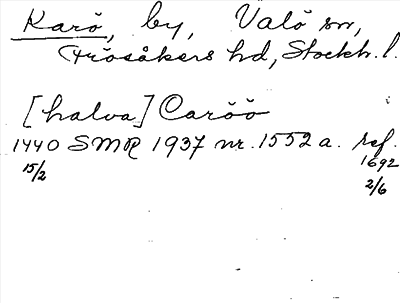 Karö, by, Valö sn,
Frösåkers hd, Stockh. l.
[halva] Caröö
1440 SMR 1937 nr. 1552 a. ref.
15/2 1692
2/6